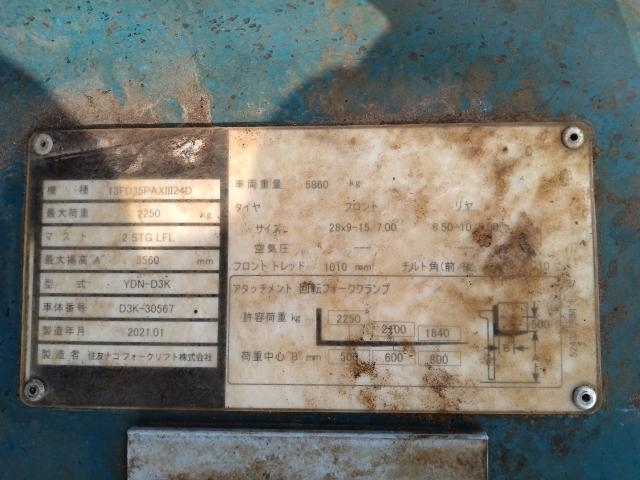 機種 13FD35PAXIII24D
最大荷重 2250 kg
マスト 2 STG LFL
最大揚高"A" 3560 mm
型式 YDN-D3K
車体番号 D3K-30567
製造年月 2021.01
製造者 住友ナコフォークリフト株式会社
車両重量 5860 kg
タイヤ フロント リヤ
サイズ 28x9-15/7.00 6.50-10
空気圧 --- ---
フロントトレッド 1010 mm チルト角(前/後
アタッチメント 回転フォーククランプ
許容荷重 kg 2250 2100 1840
荷重中心"B" mm 500 600 800
500
B
A